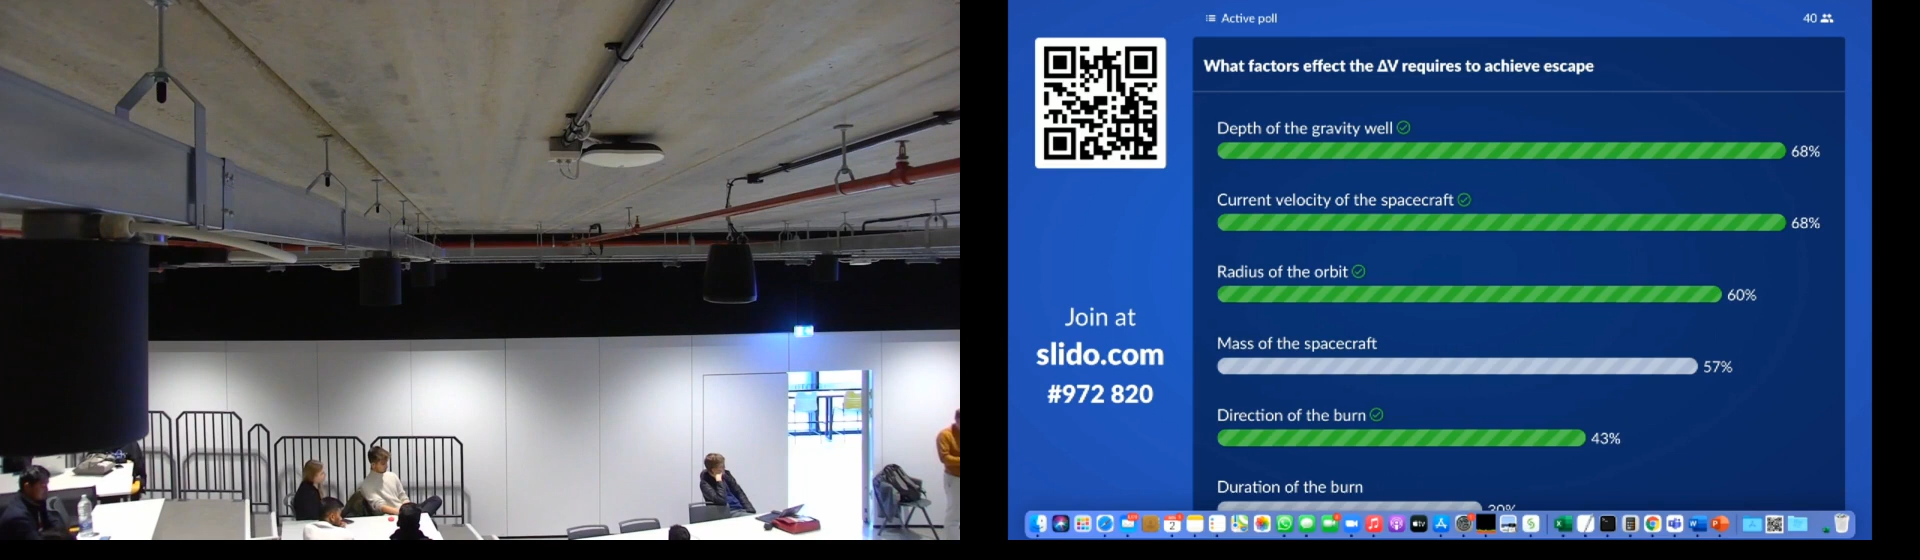 Active poll
40
What factors effect the ΔV requires to achieve escape
Depth of the gravity well
68%
Current velocity of the spacecraft
68%
Radius of the orbit
60%
Mass of the spacecraft
57%
Direction of the burn
43%
Duration of the burn
30%
Join at
slido.com
#972 820